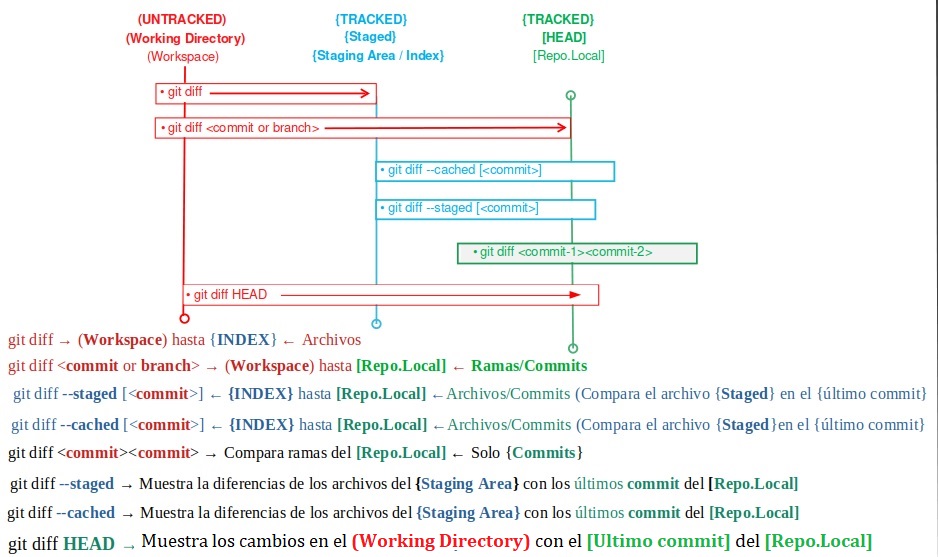 (UNTRACKED) {TRACKED} {TRACKED}
(Working Directory) {Staged} [HEAD]
(Workspace) {Staging Area / Index} [Repo.Local]
• git diff
• git diff <commit or branch>
• git diff --cached [<commit>]
• git diff --staged [<commit>]
• git diff <commit-1><commit-2>
• git diff HEAD
git diff → (Workspace) hasta {INDEX} ← Archivos
git diff <commit or branch> → (Workspace) hasta [Repo.Local] ← Ramas/Commits
git diff --staged [<commit>] ← {INDEX} hasta [Repo.Local] ←Archivos/Commits (Compara el archivo {Staged} en el {último commit}
git diff --cached [<commit>] ← {INDEX} hasta [Repo.Local] ←Archivos/Commits (Compara el archivo {Staged}en el {último commit}
git diff <commit><commit> → Compara ramas del [Repo.Local] ← Solo {Commits}
git diff --staged → Muestra la diferencias de los archivos del {Staging Area} con los últimos commit del [Repo.Local]
git diff --cached → Muestra la diferencias de los archivos del {Staging Area} con los últimos commit del [Repo.Local]
git diff HEAD → Muestra los cambios en el (Working Directory) con el [Ultimo commit] del [Repo.Local]